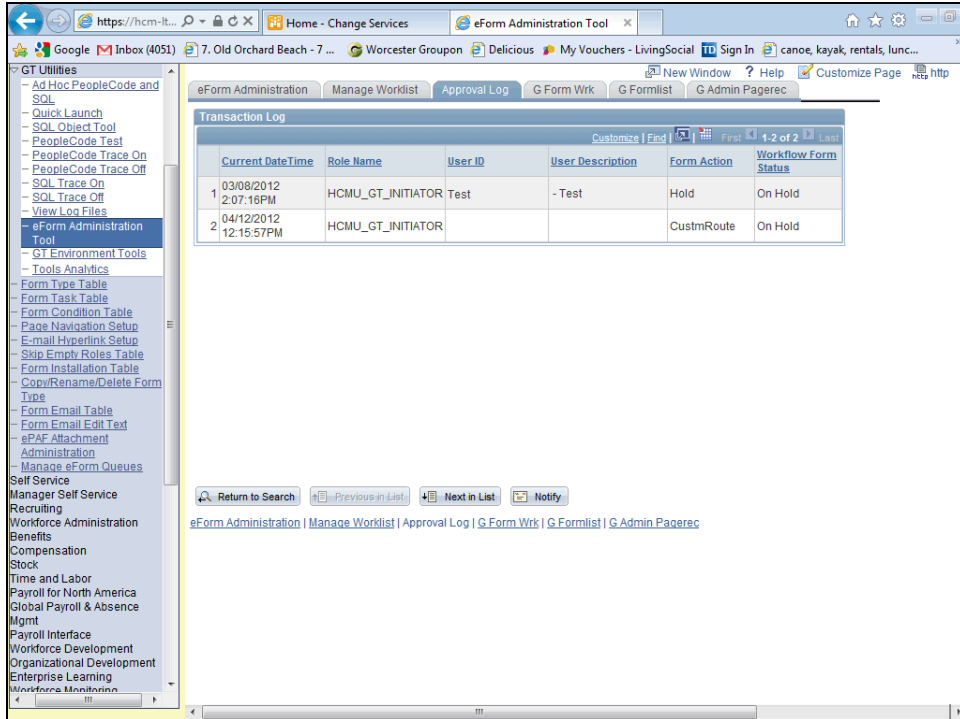 https://hcm-lt...
Home - Change Services
eForm Administration Tool
Google
Inbox (4051)
7. Old Orchard Beach - 7 ...
Worcester Groupon
Delicious
My Vouchers - LivingSocial
TD Sign In
canoe, kayak, rentals, lunc...
GT Utilities
Ad Hoc PeopleCode and
SQL
Quick Launch
SQL Object Tool
PeopleCode Test
PeopleCode Trace On
PeopleCode Trace Off
SQL Trace On
SQL Trace Off
View Log Files
eForm Administration
Tool
GT Environment Tools
Tools Analytics
Form Type Table
Form Task Table
Form Condition Table
Page Navigation Setup
E-mail Hyperlink Setup
Skip Empty Roles Table
Form Installation Table
Copy/Rename/Delete Form
Type
Form Email Table
Form Email Edit Text
ePAF Attachment
Administration
Manage eForm Queues
Self Service
Manager Self Service
Recruiting
Workforce Administration
Benefits
Compensation
Stock
Time and Labor
Payroll for North America
Global Payroll & Absence
Mgmt
Payroll Interface
Workforce Development
Organizational Development
Enterprise Learning
Workforce Monitoring
New Window ? Help Customize Page http
eForm Administration Manage Worklist Approval Log G Form Wrk G Formlist G Admin Pagerec
Transaction Log
Customize | Find | | First 1-2 of 2 Last
Current DateTime Role Name User ID User Description Form Action Workflow Form
Status
1 03/08/2012
2:07:16PM HCMU_GT_INITIATOR Test - Test Hold On Hold
2 04/12/2012
12:15:57PM HCMU_GT_INITIATOR CustmRoute On Hold
Return to Search Previous in List Next in List Notify
eForm Administration | Manage Worklist | Approval Log | G Form Wrk | G Formlist | G Admin Pagerec